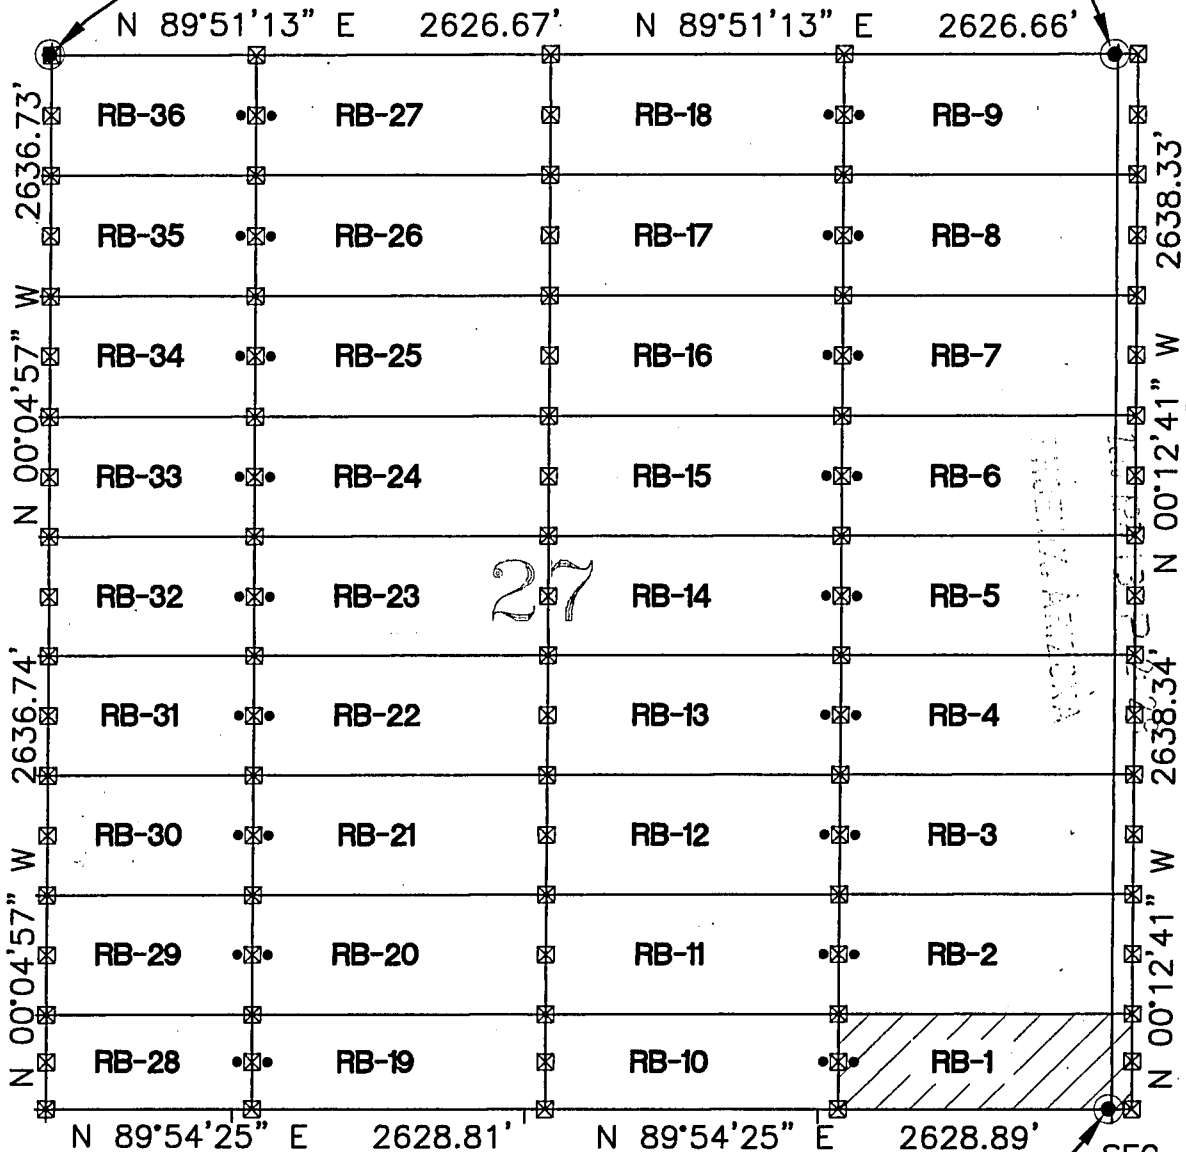 N 89°51'13" E 2626.67' N 89°51'13" E 2626.66'
RB-36 RB-27 RB-18 RB-9
RB-35 RB-26 RB-17 RB-8
RB-34 RB-25 RB-16 RB-7
RB-33 RB-24 RB-15 RB-6
RB-32 RB-23 27 RB-14 RB-5
RB-31 RB-22 RB-13 RB-4
RB-30 RB-21 RB-12 RB-3
RB-29 RB-20 RB-11 RB-2
RB-28 RB-19 RB-10 RB-1
N 89°54'25" E 2628.81' N 89°54'25" E 2628.89'
N 00°04'57" W 2636.73'
N 00°04'57" W 2636.74'
N 00°12'41" W 2638.33'
N 00°12'41" W 2638.34'